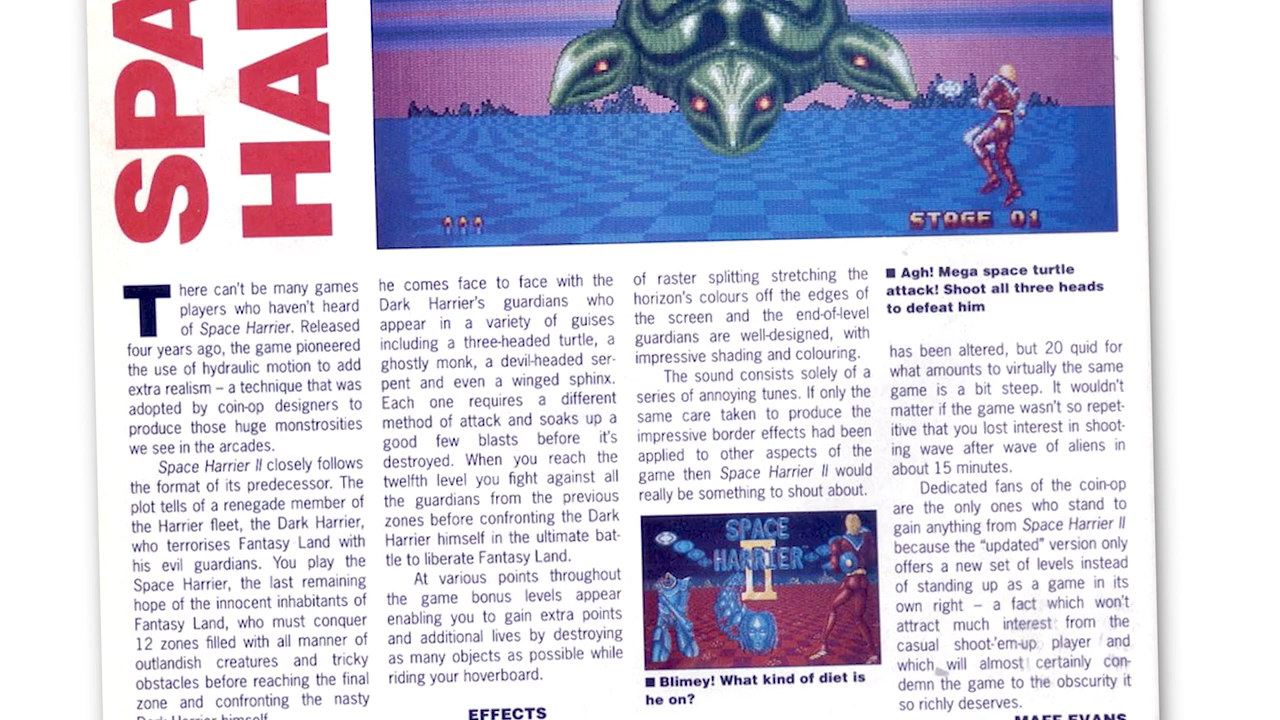 SPA
HAR
STAGE 01
There can't be many games
players who haven't heard
of Space Harrier. Released
four years ago, the game pioneered
the use of hydraulic motion to add
extra realism – a technique that was
adopted by coin-op designers to
produce those huge monstrosities
we see in the arcades.
Space Harrier II closely follows
the format of its predecessor. The
plot tells of a renegade member of
the Harrier fleet, the Dark Harrier,
who terrorises Fantasy Land with
his evil guardians. You play the
Space Harrier, the last remaining
hope of the innocent inhabitants of
Fantasy Land, who must conquer
12 zones filled with all manner of
outlandish creatures and tricky
obstacles before reaching the final
zone and confronting the nasty
Dark Harrier himself.
he comes face to face with the
Dark Harrier's guardians who
appear in a variety of guises
including a three-headed turtle, a
ghostly monk, a devil-headed ser-
pent and even a winged sphinx.
Each one requires a different
method of attack and soaks up a
good few blasts before it's
destroyed. When you reach the
twelfth level you fight against all
the guardians from the previous
zones before confronting the Dark
Harrier himself in the ultimate bat-
tle to liberate Fantasy Land.
At various points throughout
the game bonus levels appear
enabling you to gain extra points
and additional lives by destroying
as many objects as possible while
riding your hoverboard.
EFFECTS
of raster splitting stretching the
horizon's colours off the edges of
the screen and the end-of-level
guardians are well-designed, with
impressive shading and colouring.
The sound consists solely of a
series of annoying tunes. If only the
same care taken to produce the
impressive border effects had been
applied to other aspects of the
game then Space Harrier II would
really be something to shout about.
SPACE
HARRIER
II
■ Blimey! What kind of diet is
he on?
■ Agh! Mega space turtle
attack! Shoot all three heads
to defeat him
has been altered, but 20 quid for
what amounts to virtually the same
game is a bit steep. It wouldn't
matter if the game wasn't so repet-
itive that you lost interest in shoot-
ing wave after wave of aliens in
about 15 minutes.
Dedicated fans of the coin-op
are the only ones who stand to
gain anything from Space Harrier II
because the "updated" version only
offers a new set of levels instead
of standing up as a game in its
own right – a fact which won't
attract much interest from the
casual shoot-'em-up player and
which will almost certainly con-
demn the game to the obscurity it
so richly deserves.
MAFF EVANS